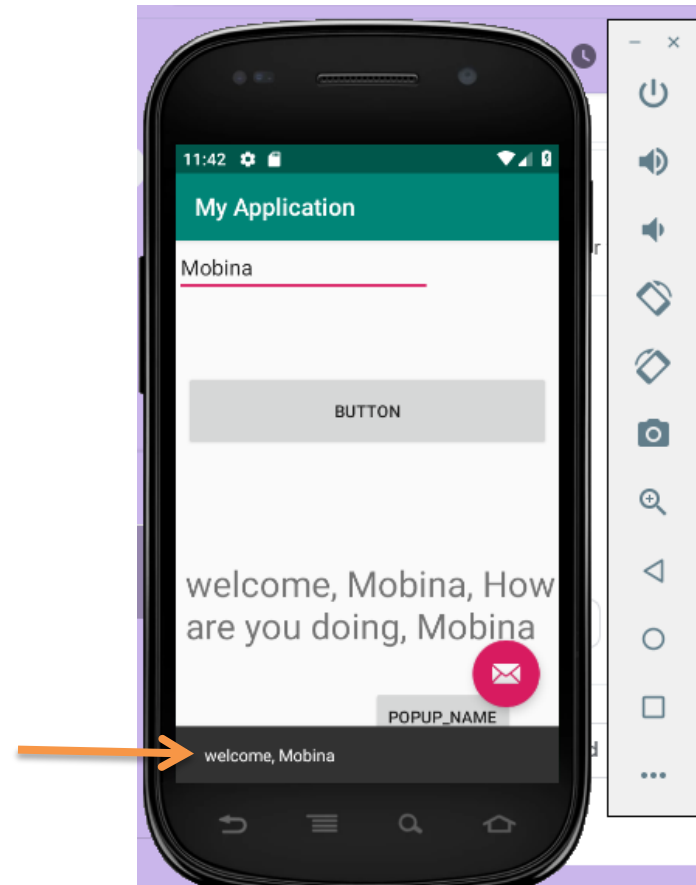 11:42
My Application
Mobina
BUTTON
welcome, Mobina, How
are you doing, Mobina
POPUP_NAME
welcome, Mobina